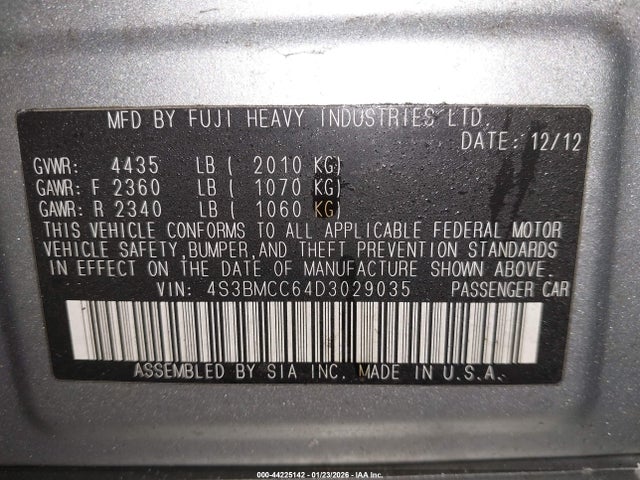 MFD BY FUJI HEAVY INDUSTRIES LTD.
DATE: 12/12
GVWR: 4435 LB ( 2010 KG)
GAWR: F 2360 LB ( 1070 KG)
GAWR: R 2340 LB ( 1060 KG)
THIS VEHICLE CONFORMS TO ALL APPLICABLE FEDERAL MOTOR
VEHICLE SAFETY,BUMPER,AND THEFT PREVENTION STANDARDS
IN EFFECT ON THE DATE OF MANUFACTURE SHOWN ABOVE.
VIN: 4S3BMCC64D3029035 PASSENGER CAR
ASSEMBLED BY SIA INC. MADE IN U.S.A.
000-44225142 - 01/23/2026 - IAA Inc.